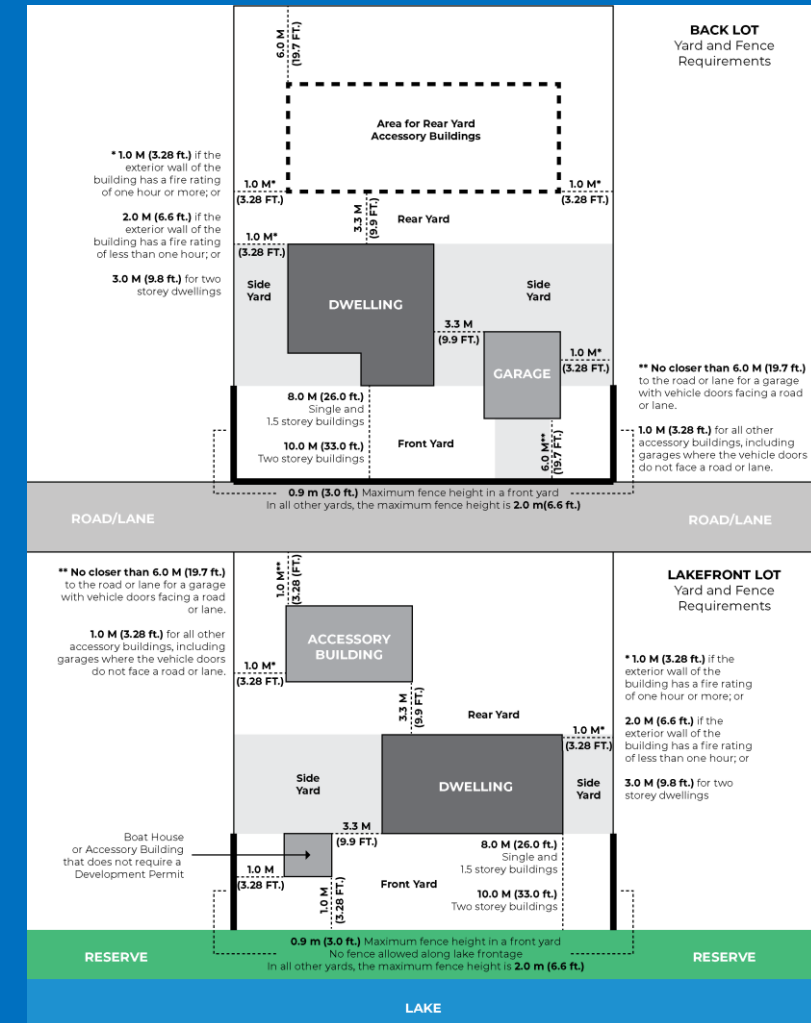 BACK LOT
Yard and Fence
Requirements
6.0 M
(19.7 FT.)
Area for Rear Yard
Accessory Buildings
* 1.0 M (3.28 ft.) if the
exterior wall of the
building has a fire rating
of one hour or more; or
2.0 M (6.6 ft.) if the
exterior wall of the
building has a fire rating
of less than one hour; or
3.0 M (9.8 ft.) for two
storey dwellings
1.0 M*
(3.28 FT.)
1.0 M*
(3.28 FT.)
3.3 M
(9.9 FT.)
Rear Yard
1.0 M*
(3.28 FT.)
Side
Yard
DWELLING
Side
Yard
3.3 M
(9.9 FT.)
GARAGE
1.0 M*
(3.28 FT.)
** No closer than 6.0 M (19.7 ft.)
to the road or lane for a garage
with vehicle doors facing a road
or lane.
1.0 M (3.28 ft.) for all other
accessory buildings, including
garages where the vehicle doors
do not face a road or lane.
8.0 M (26.0 ft.)
Single and
1.5 storey buildings
10.0 M (33.0 ft.)
Two storey buildings
Front Yard
6.0 M**
(19.7 FT.)
0.9 m (3.0 ft.) Maximum fence height in a front yard
In all other yards, the maximum fence height is 2.0 m(6.6 ft.)
ROAD/LANE
ROAD/LANE
** No closer than 6.0 M (19.7 ft.)
to the road or lane for a garage
with vehicle doors facing a road
or lane.
1.0 M (3.28 ft.) for all other
accessory buildings, including
garages where the vehicle doors
do not face a road or lane.
1.0 M**
(3.28 (FT.)
LAKEFRONT LOT
Yard and Fence
Requirements
ACCESSORY
BUILDING
1.0 M*
(3.28 FT.)
* 1.0 M (3.28 ft.) if the
exterior wall of the
building has a fire rating
of one hour or more; or
2.0 M (6.6 ft.) if the
exterior wall of the
building has a fire rating
of less than one hour; or
3.0 M (9.8 ft.) for two
storey dwellings
3.3 M
(9.9 FT.)
Rear Yard
1.0 M*
(3.28 FT.)
Side
Yard
DWELLING
Side
Yard
Boat House
or Accessory Building
that does not require a
Development Permit
3.3 M
(9.9 FT.)
1.0 M
(3.28 FT.)
1.0 M
(3.28 FT.)
Front Yard
8.0 M (26.0 ft.)
Single and
1.5 storey buildings
10.0 M (33.0 ft.)
Two storey buildings
0.9 m (3.0 ft.) Maximum fence height in a front yard
No fence allowed along lake frontage
In all other yards, the maximum fence height is 2.0 m (6.6 ft.)
RESERVE
RESERVE
LAKE